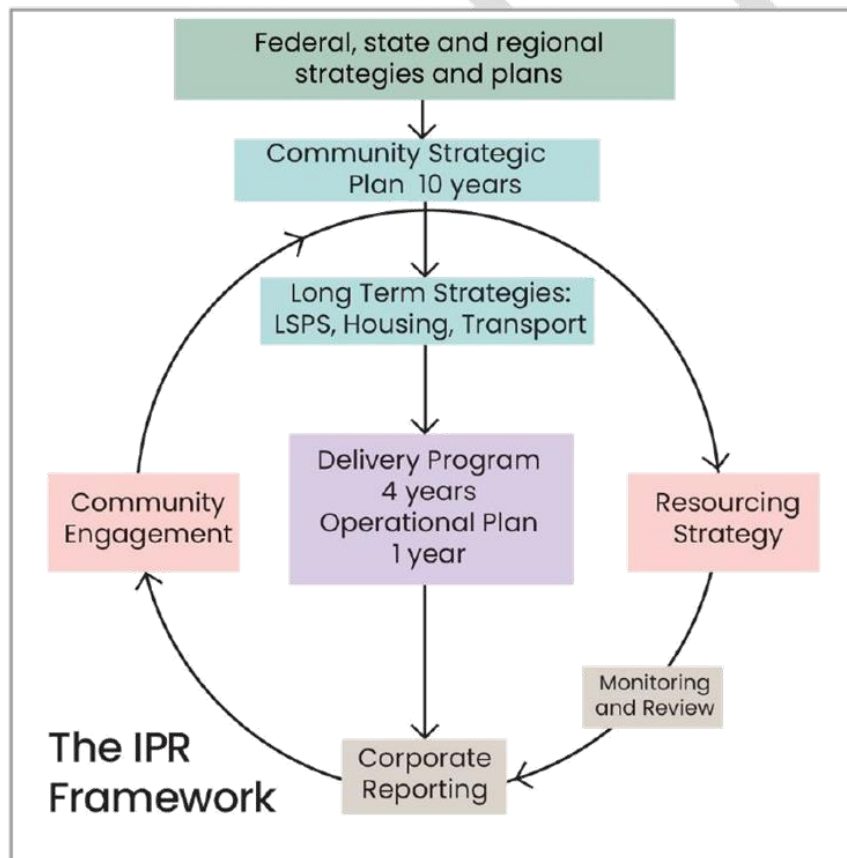 Federal, state and regional
strategies and plans
Community Strategic
Plan 10 years
Long Term Strategies:
LSPS, Housing, Transport
Delivery Program
4 years
Operational Plan
1 year
Community
Engagement
Resourcing
Strategy
Monitoring
and Review
Corporate
Reporting
The IPR
Framework